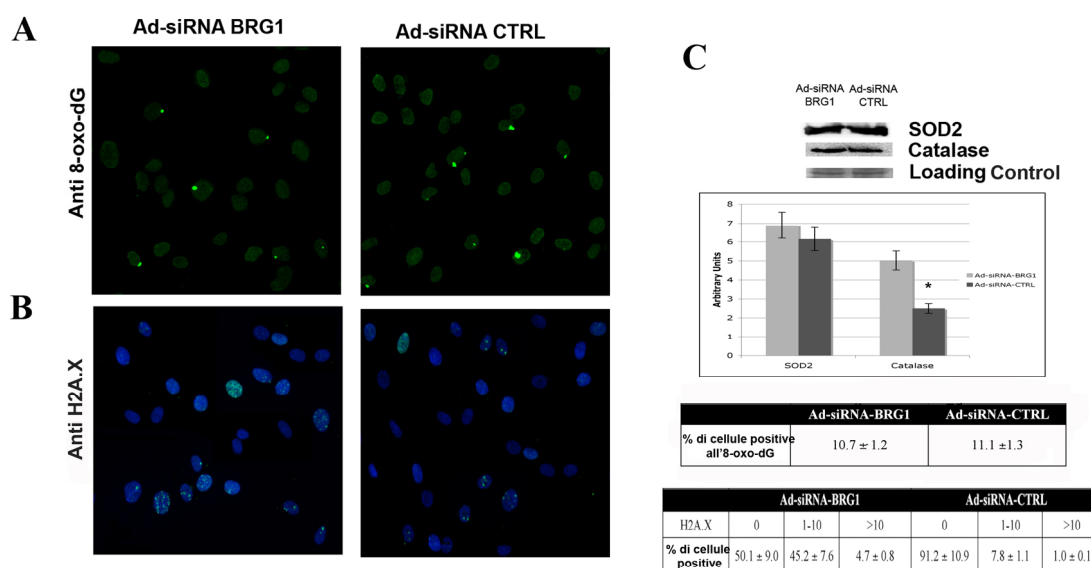 A
Ad-siRNA BRG1
Ad-siRNA CTRL
Anti 8-oxo-dG
B
Anti H2A.X
C
Ad-siRNA BRG1
Ad-siRNA CTRL
SOD2
Catalase
Loading Control
8
7
6
5
4
3
2
1
0
Arbitrary Units
*
SOD2
Catalase
Ad-siRNA-BRG1
Ad-siRNA-CTRL
Ad-siRNA-BRG1 Ad-siRNA-CTRL
% di cellule positive
all'8-oxo-dG
10.7 ± 1.2 11.1 ±1.3
Ad-siRNA-BRG1 Ad-siRNA-CTRL
H2A.X 0 1-10 >10 0 1-10 >10
% di cellule
positive
50.1 ± 9.0 45.2 ± 7.6 4.7 ± 0.8 91.2 ± 10.9 7.8 ± 1.1 1.0 ± 0.1